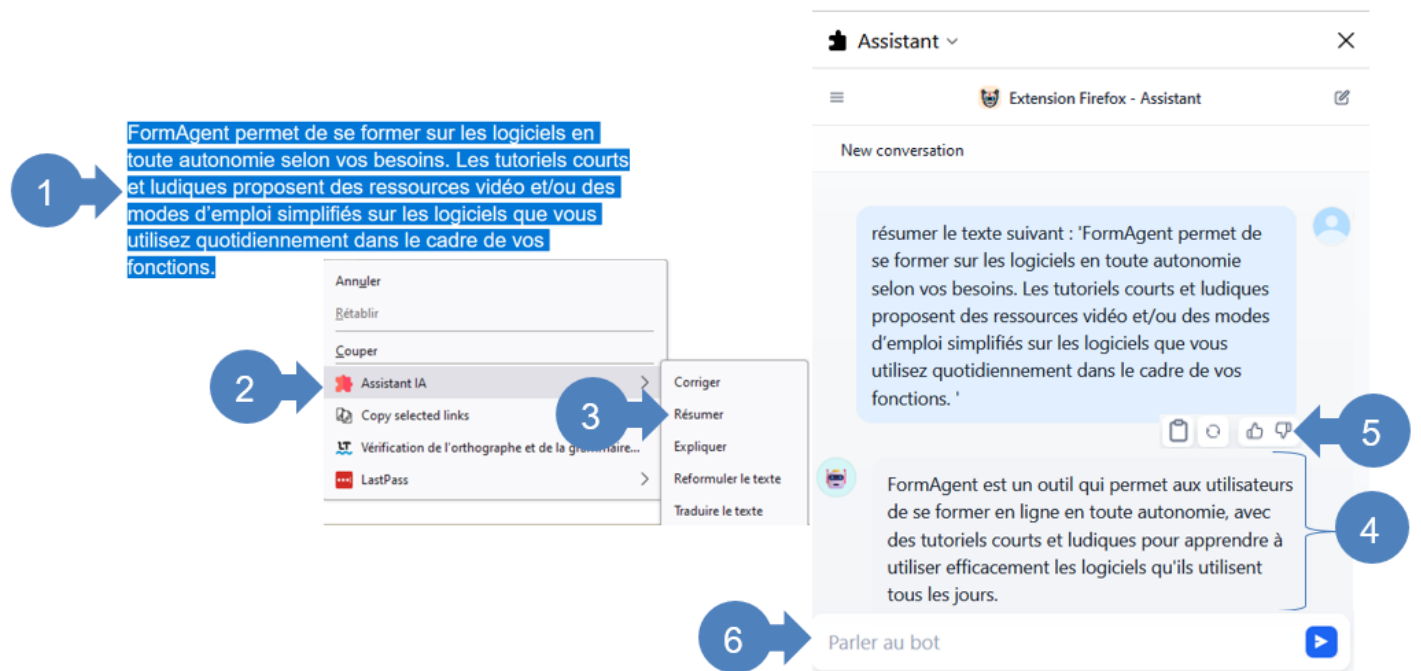 FormAgent permet de se former sur les logiciels en
toute autonomie selon vos besoins. Les tutoriels courts
et ludiques proposent des ressources vidéo et/ou des
modes d'emploi simplifiés sur les logiciels que vous
utilisez quotidiennement dans le cadre de vos
fonctions.
1
Annuler
Rétablir
Couper
2
Assistant IA
Copy selected links
Vérification de l'orthographe et de la grammaire...
LastPass
3
Corriger
Résumer
Expliquer
Reformuler le texte
Traduire le texte
Assistant
Extension Firefox - Assistant
New conversation
résumer le texte suivant : 'FormAgent permet de
se former sur les logiciels en toute autonomie
selon vos besoins. Les tutoriels courts et ludiques
proposent des ressources vidéo et/ou des modes
d'emploi simplifiés sur les logiciels que vous
utilisez quotidiennement dans le cadre de vos
fonctions. '
5
FormAgent est un outil qui permet aux utilisateurs
de se former en ligne en toute autonomie, avec
des tutoriels courts et ludiques pour apprendre à
utiliser efficacement les logiciels qu'ils utilisent
tous les jours.
4
6
Parler au bot